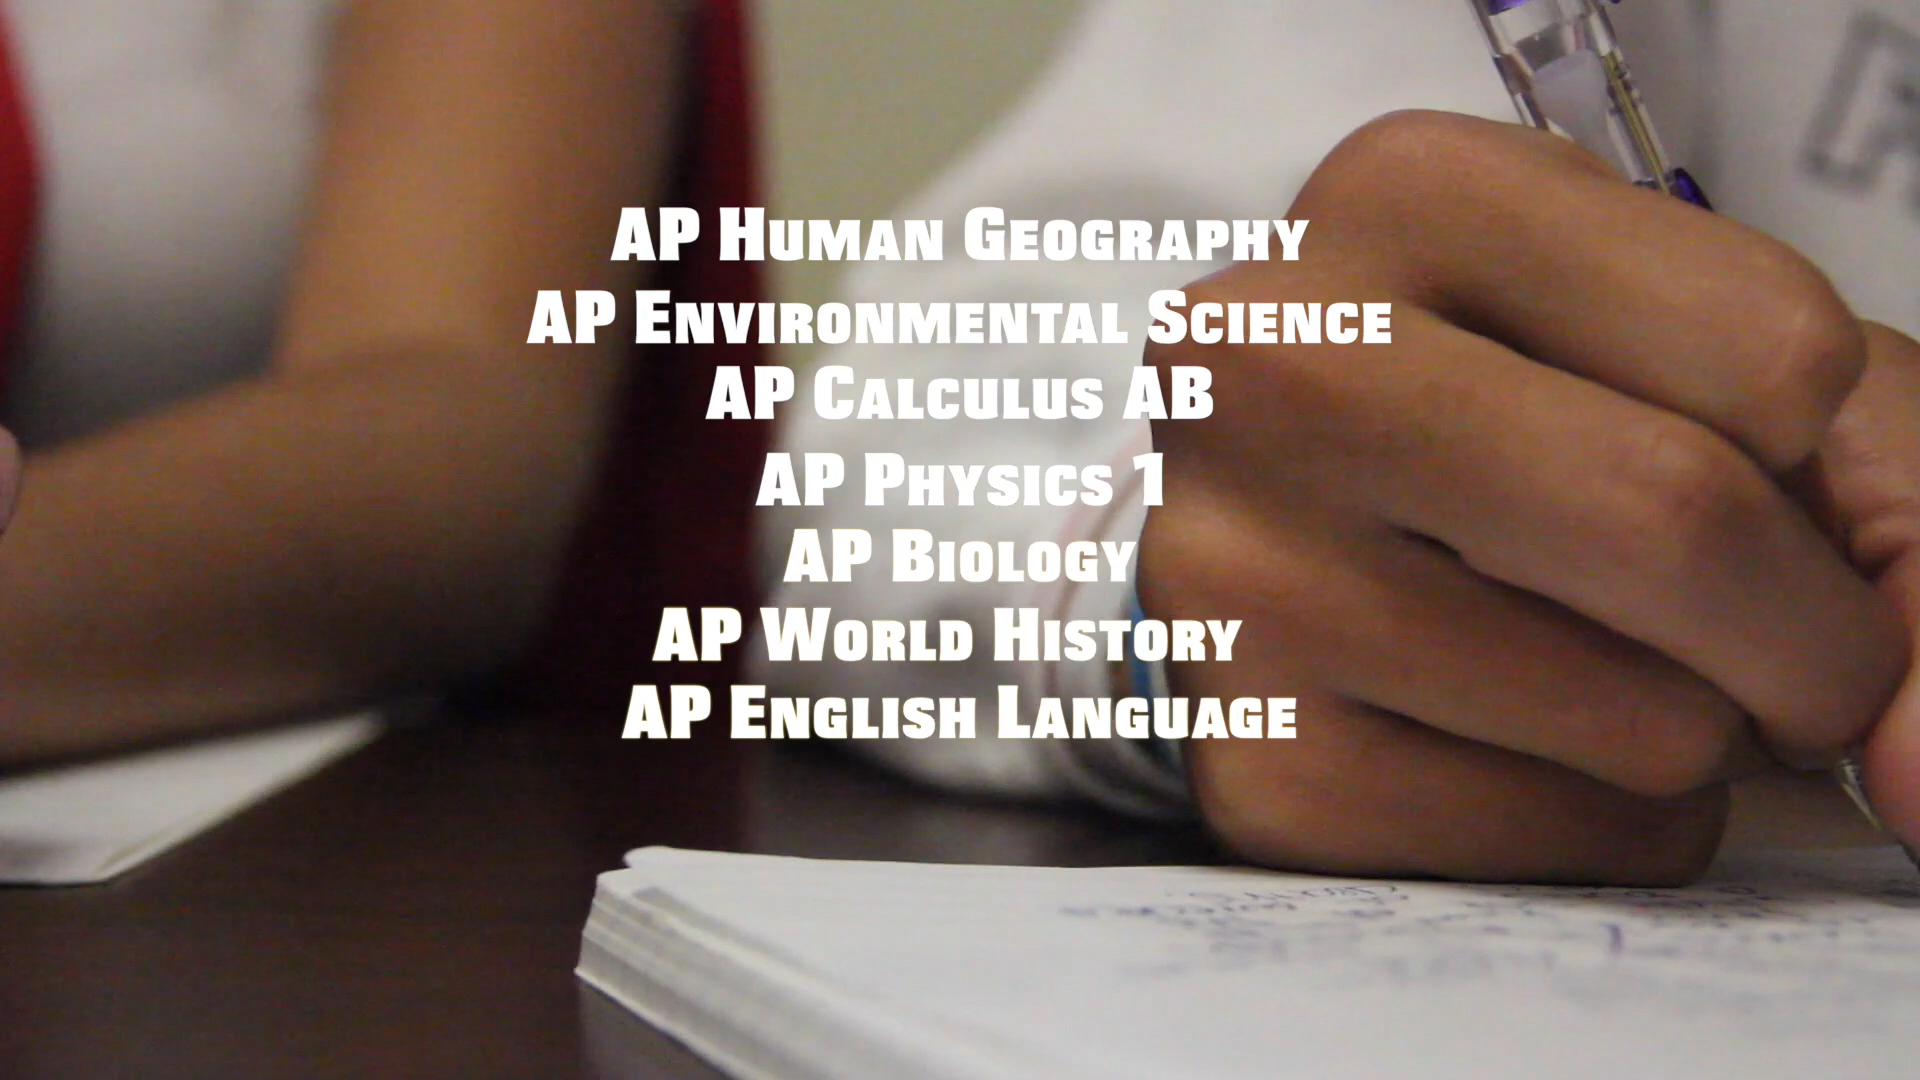 AP Human Geography
AP Environmental Science
AP Calculus AB
AP Physics 1
AP Biology
AP World History
AP English Language